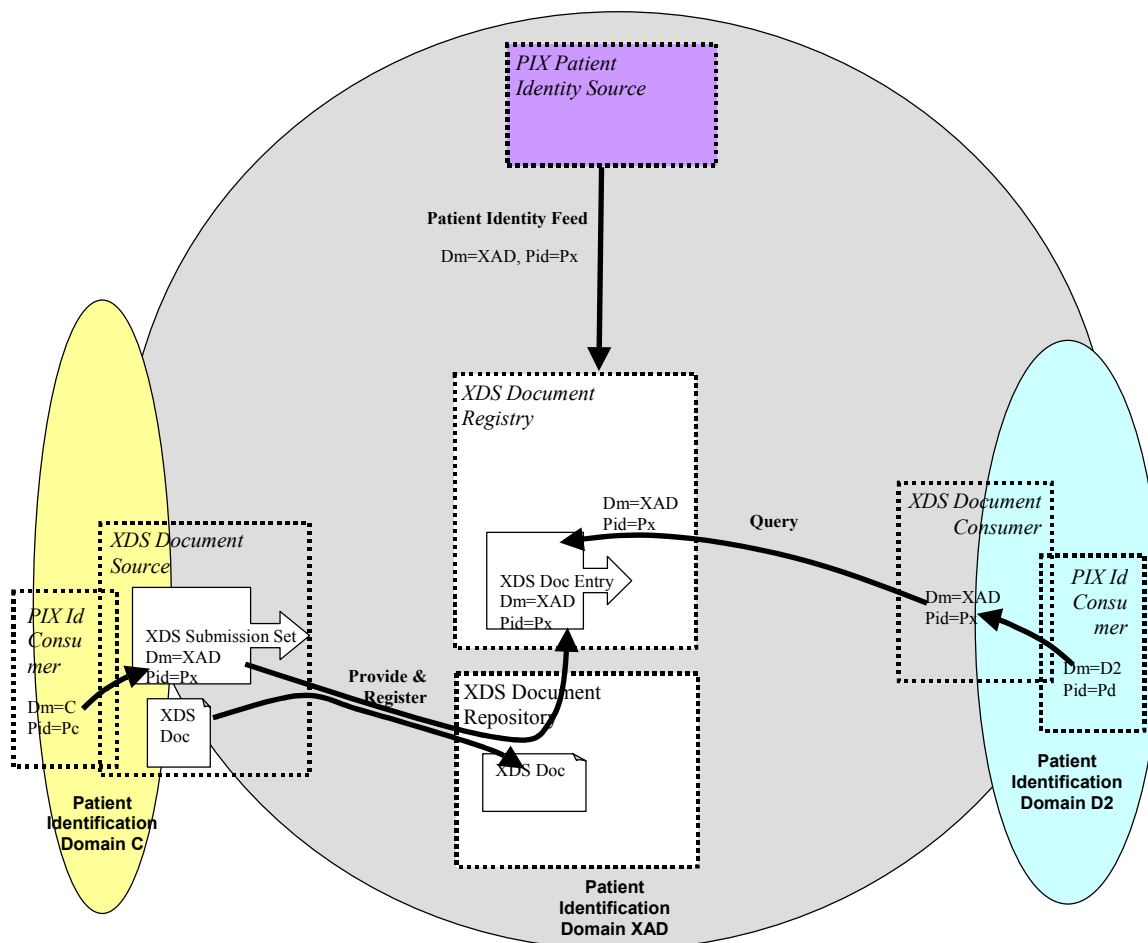 PIX Patient
Identity Source
Patient Identity Feed
Dm=XAD, Pid=Px
XDS Document
Registry
Dm=XAD
Pid=Px
Query
XDS Doc Entry
Dm=XAD
Pid=Px
XDS Document
Consumer
Dm=XAD
Pid=Px
PIX Id
Consu
mer
Dm=D2
Pid=Pd
Patient
Identification
Domain D2
XDS Document
Source
PIX Id
Consu
mer
Dm=C
Pid=Pc
XDS Submission Set
Dm=XAD
Pid=Px
XDS
Doc
Provide &
Register
Patient
Identification
Domain C
XDS Document
Repository
XDS Doc
Patient
Identification
Domain XAD